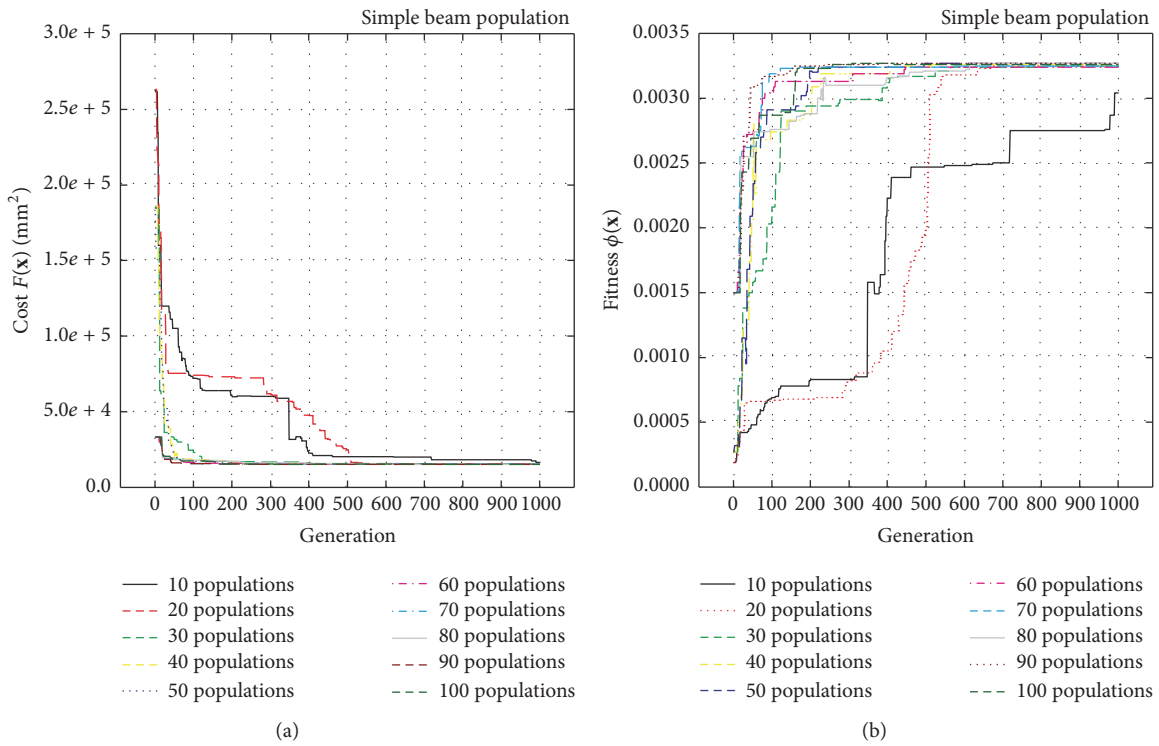 Simple beam population
3.0e + 5
2.5e + 5
2.0e + 5
1.5e + 5
1.0e + 5
5.0e + 4
0.0
Cost F(x) (mm²)
0 100 200 300 400 500 600 700 800 900 1000
Generation
10 populations
20 populations
30 populations
40 populations
50 populations
60 populations
70 populations
80 populations
90 populations
100 populations
(a)
Simple beam population
0.0035
0.0030
0.0025
0.0020
0.0015
0.0010
0.0005
0.0000
Fitness ϕ(x)
0 100 200 300 400 500 600 700 800 900 1000
Generation
10 populations
20 populations
30 populations
40 populations
50 populations
60 populations
70 populations
80 populations
90 populations
100 populations
(b)